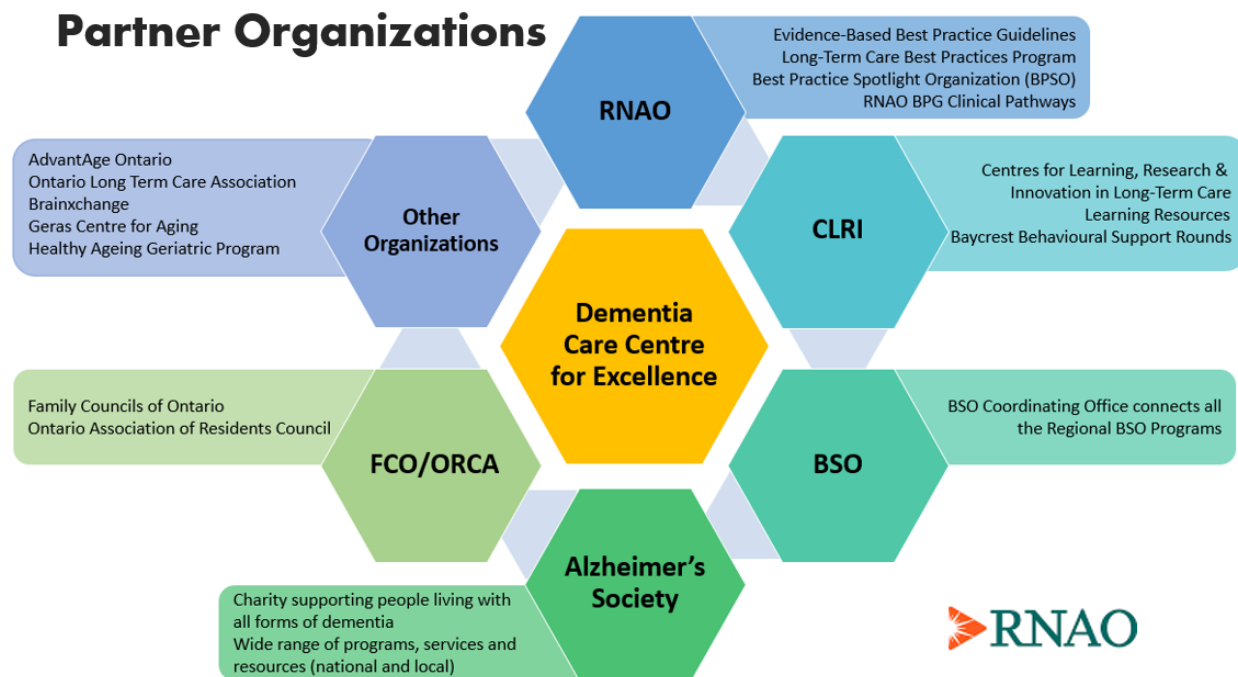 Partner Organizations
RNAO
Evidence-Based Best Practice Guidelines
Long-Term Care Best Practices Program
Best Practice Spotlight Organization (BPSO)
RNAO BPG Clinical Pathways
CLRI
Centres for Learning, Research &
Innovation in Long-Term Care
Learning Resources
Baycrest Behavioural Support Rounds
BSO
BSO Coordinating Office connects all
the Regional BSO Programs
Alzheimer's
Society
Charity supporting people living with
all forms of dementia
Wide range of programs, services and
resources (national and local)
FCO/ORCA
Family Councils of Ontario
Ontario Association of Residents Council
Other
Organizations
AdvantAge Ontario
Ontario Long Term Care Association
Brainxchange
Geras Centre for Aging
Healthy Ageing Geriatric Program
Dementia
Care Centre
for Excellence
RNAO